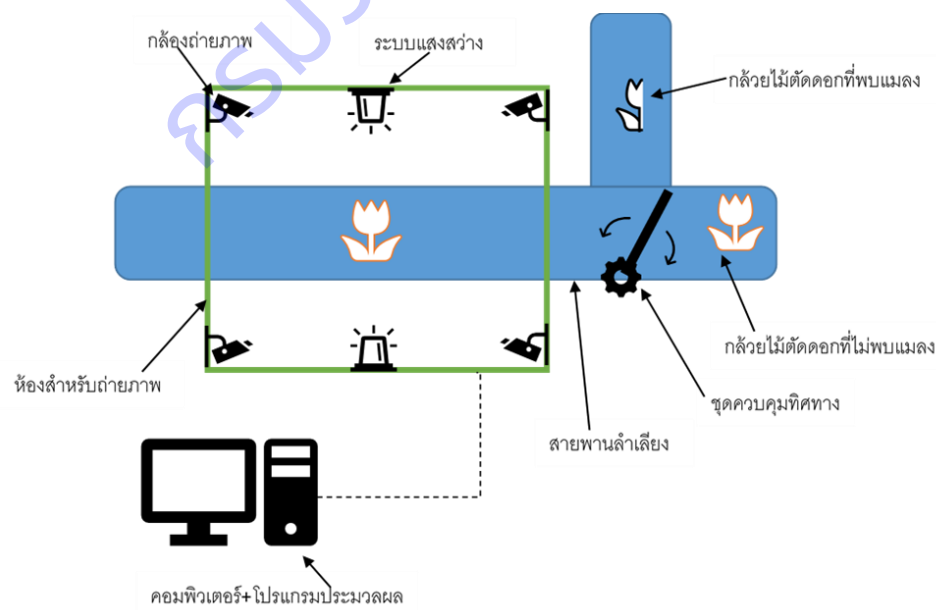 กล้องถ่ายภาพ
ระบบแสงสว่าง
กล้วยไม้ตัดดอกที่พบแมลง
กล้วยไม้ตัดดอกที่ไม่พบแมลง
ห้องสำหรับถ่ายภาพ
ชุดควบคุมทิศทาง
สายพานลำเลียง
คอมพิวเตอร์+โปรแกรมประมวลผล